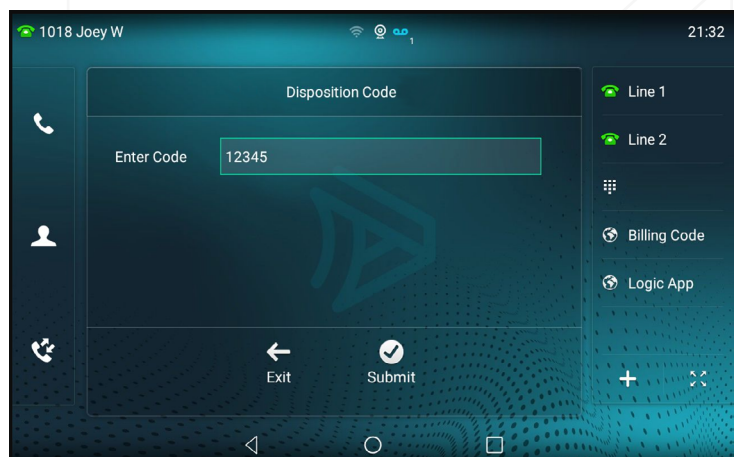 1018 Joey W
1
21:32
Disposition Code
Enter Code
12345
Exit
Submit
Line 1
Line 2
Billing Code
Logic App